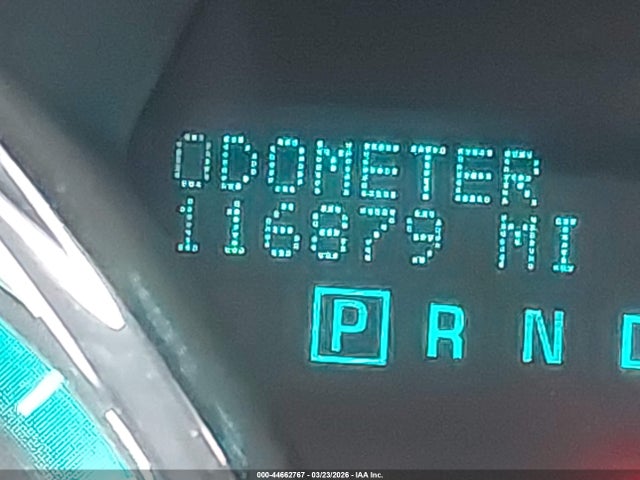 ODOMETER
116879 MI
P R N D
000-44662767 - 03/23/2026 - IAA Inc.